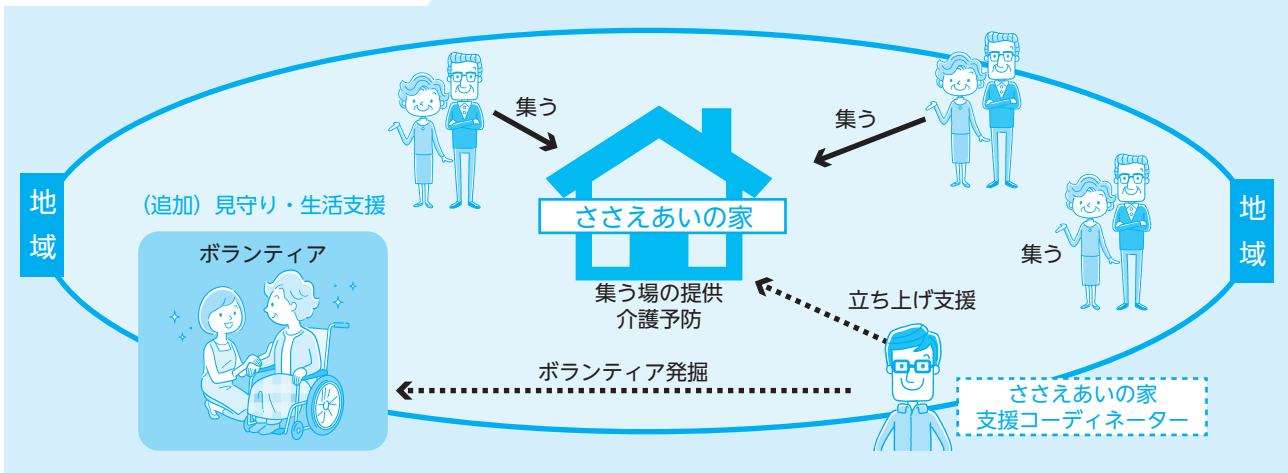 集う
集う
地域
(追加)見守り・生活支援
ささえあいの家
地域
ボランティア
集う
集う場の提供
介護予防
立ち上げ支援
ボランティア発掘
ささえあいの家
支援コーディネーター